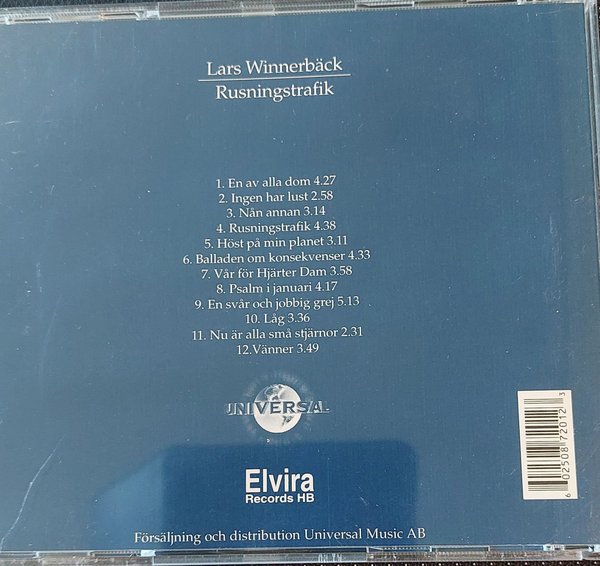 Lars Winnerbäck
Rusningstrafik
1. En av alla dom 4.27
2. Ingen har lust 2.58
3. Nån annan 3.14
4. Rusningstrafik 4.38
5. Höst på min planet 3.11
6. Balladen om konsekvenser 4.33
7. Vår för Hjärter Dam 3.58
8. Psalm i januari 4.17
9. En svår och jobbig grej 5.13
10. Låg 3.36
11. Nu är alla små stjärnor 2.31
12.Vänner 3.49
UNIVERSAL
Elvira
Records HB
6 02508 72012 3
Försäljning och distribution Universal Music AB